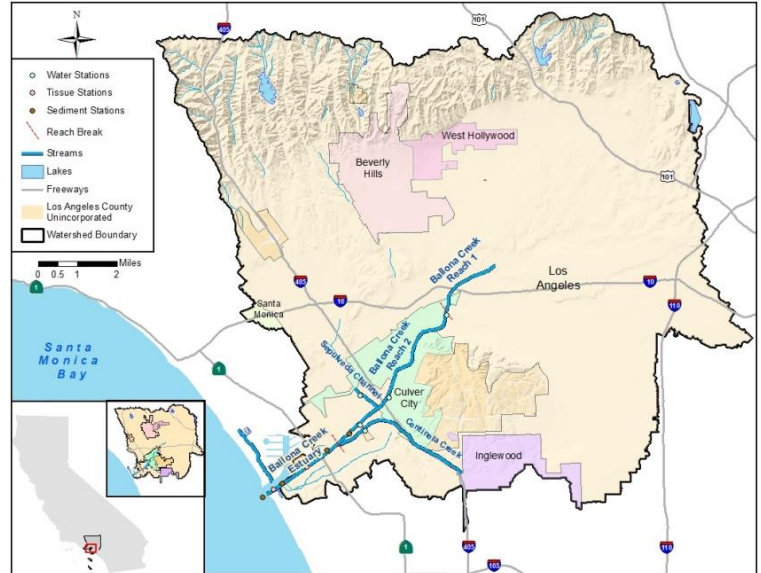 N
Water Stations
Tissue Stations
Sediment Stations
Reach Break
Streams
Lakes
Freeways
Los Angeles County
Unincorporated
Watershed Boundary
Miles
0 0.5 1 2
405
101
101
West Hollywood
Beverly
Hills
Ballona Creek
Reach 1
Los
Angeles
405
10
10
110
1
Santa
Monica
Santa
Monica
Bay
1
Ballona Creek
Reach 2
Sepulveda Channel
Culver
City
Centinela Creek
Ballona Creek
Estuary
Inglewood
1
405
105
110